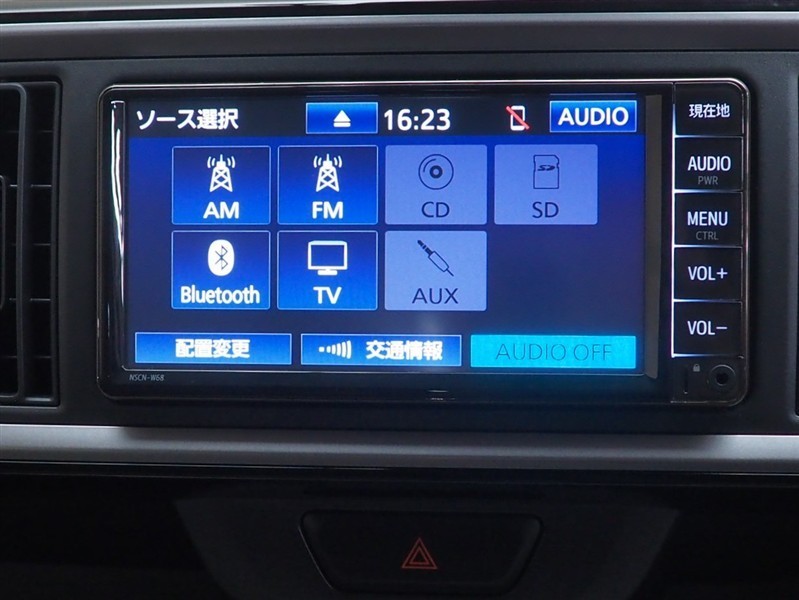 ソース選択
16:23
AUDIO
AM
FM
CD
SD
SD
Bluetooth
TV
AUX
配置変更
交通情報
AUDIO OFF
NSCN-W68
現在地
AUDIO
PWR
MENU
CTRL
VOL+
VOL−